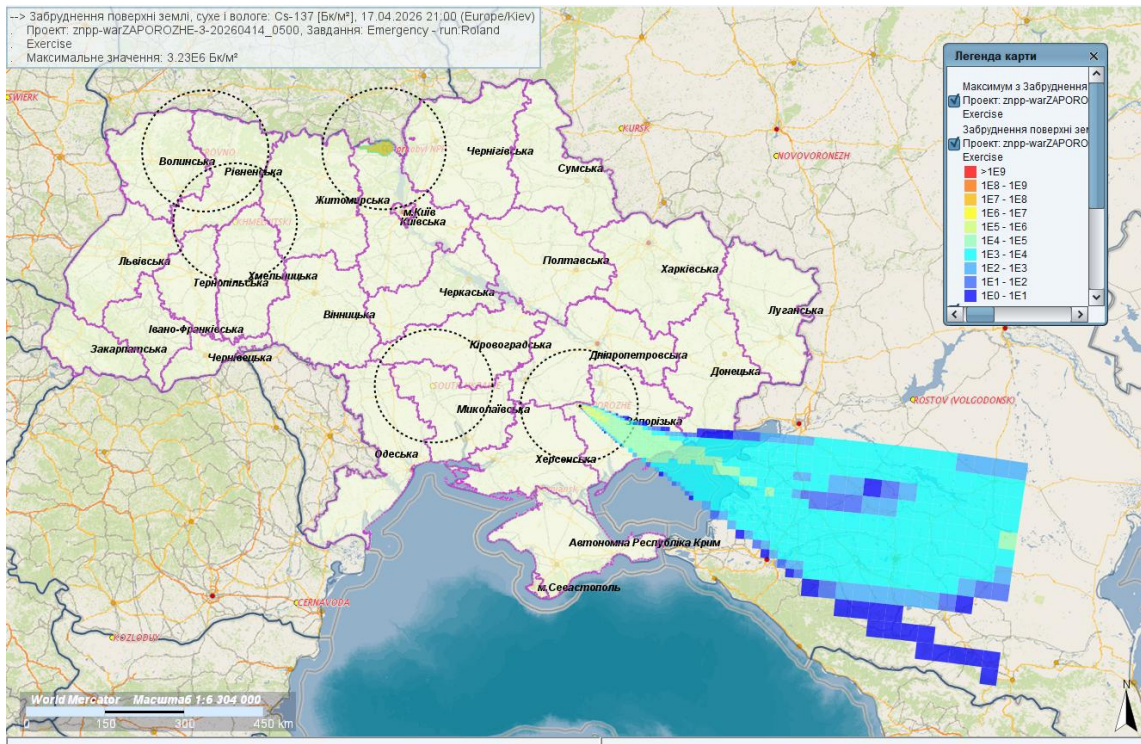 --> Забруднення поверхні землі, сухе і вологе: Cs-137 [Бк/м²], 17.04.2026 21:00 (Europe/Kiev)
Проект: znpp-warZAPOROZHE-3-20260414_0500, Завдання: Emergency - run:Roland
Exercise
Максимальне значення: 3.23E6 Бк/м²
Легенда карти
Максимум з Забруднення
Проект: znpp-warZAPORO
Exercise
Забруднення поверхні зем
Проект: znpp-warZAPORO
Exercise
>1E9
1E8 - 1E9
1E7 - 1E8
1E6 - 1E7
1E5 - 1E6
1E4 - 1E5
1E3 - 1E4
1E2 - 1E3
1E1 - 1E2
1E0 - 1E1
SWIERK
KURSK
NOVOVORONEZH
Чернігівська
Сумська
Волинська
ROVNO
Рівненська
Житомирська
м.Київ
Київська
Львівська
Тернопільська
Хмельницька
Полтавська
Харківська
Черкаська
Луганська
Вінницька
Івано-Франківська
Закарпатська
Чернівецька
Кіровоградська
Дніпропетровська
Донецька
ROSTOV (VOLGODONSK)
Миколаївська
Запорізька
Одеська
Херсонська
Автономна Республіка Крим
м.Севастополь
CERNAVODA
KOZLODUY
World Mercator Масштаб 1:6 304 000
0 150 300 450 km
N